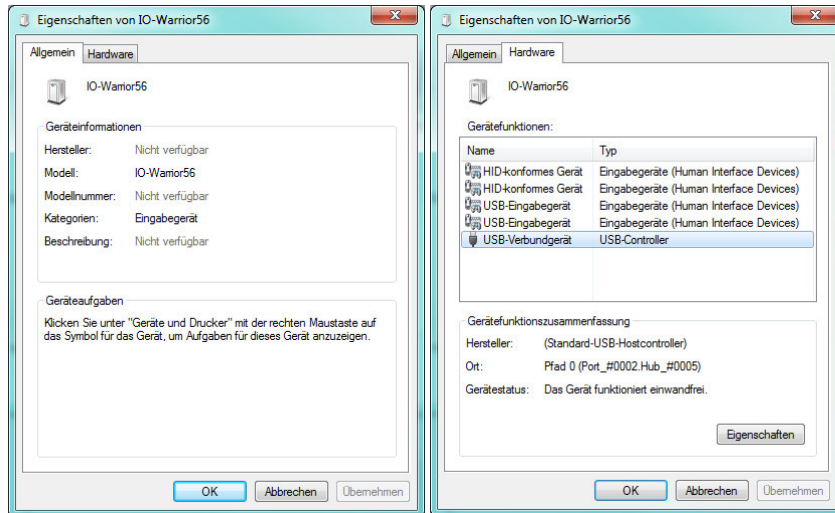 Eigenschaften von IO-Warrior56
Allgemein Hardware
IO-Warrior56
Geräteinformationen
Hersteller: Nicht verfügbar
Modell: IO-Warrior56
Modellnummer: Nicht verfügbar
Kategorien: Eingabegerät
Beschreibung: Nicht verfügbar
Geräteaufgaben
Klicken Sie unter "Geräte und Drucker" mit der rechten Maustaste auf
das Symbol für das Gerät, um Aufgaben für dieses Gerät anzuzeigen.
OK Abbrechen Übernehmen
Eigenschaften von IO-Warrior56
Allgemein Hardware
IO-Warrior56
Gerätefunktionen:
Name Typ
HID-konformes Gerät Eingabegeräte (Human Interface Devices)
HID-konformes Gerät Eingabegeräte (Human Interface Devices)
USB-Eingabegerät Eingabegeräte (Human Interface Devices)
USB-Eingabegerät Eingabegeräte (Human Interface Devices)
USB-Verbundgerät USB-Controller
Gerätefunktionszusammenfassung
Hersteller: (Standard-USB-Hostcontroller)
Ort: Pfad 0 (Port_#0002.Hub_#0005)
Gerätestatus: Das Gerät funktioniert einwandfrei.
Eigenschaften
OK Abbrechen Übernehmen